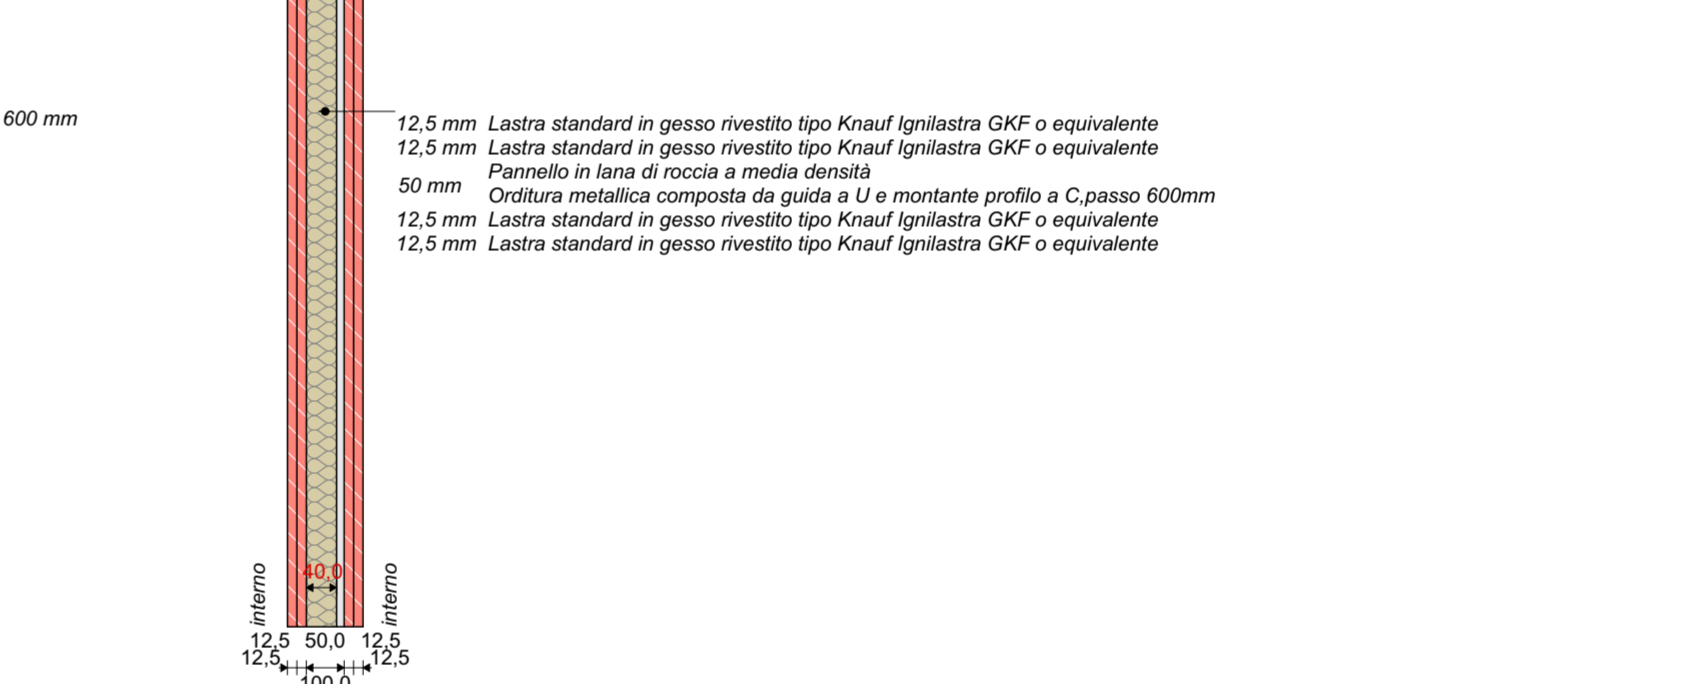 600 mm
12,5 mm Lastra standard in gesso rivestito tipo Knauf Ignilastra GKF o equivalente
12,5 mm Lastra standard in gesso rivestito tipo Knauf Ignilastra GKF o equivalente
Pannello in lana di roccia a media densità
50 mm
Orditura metallica composta da guida a U e montante profilo a C,passo 600mm
12,5 mm Lastra standard in gesso rivestito tipo Knauf Ignilastra GKF o equivalente
12,5 mm Lastra standard in gesso rivestito tipo Knauf Ignilastra GKF o equivalente
interno
40,0
interno
12,5 50,0 12,5
12,5 12,5
100,0